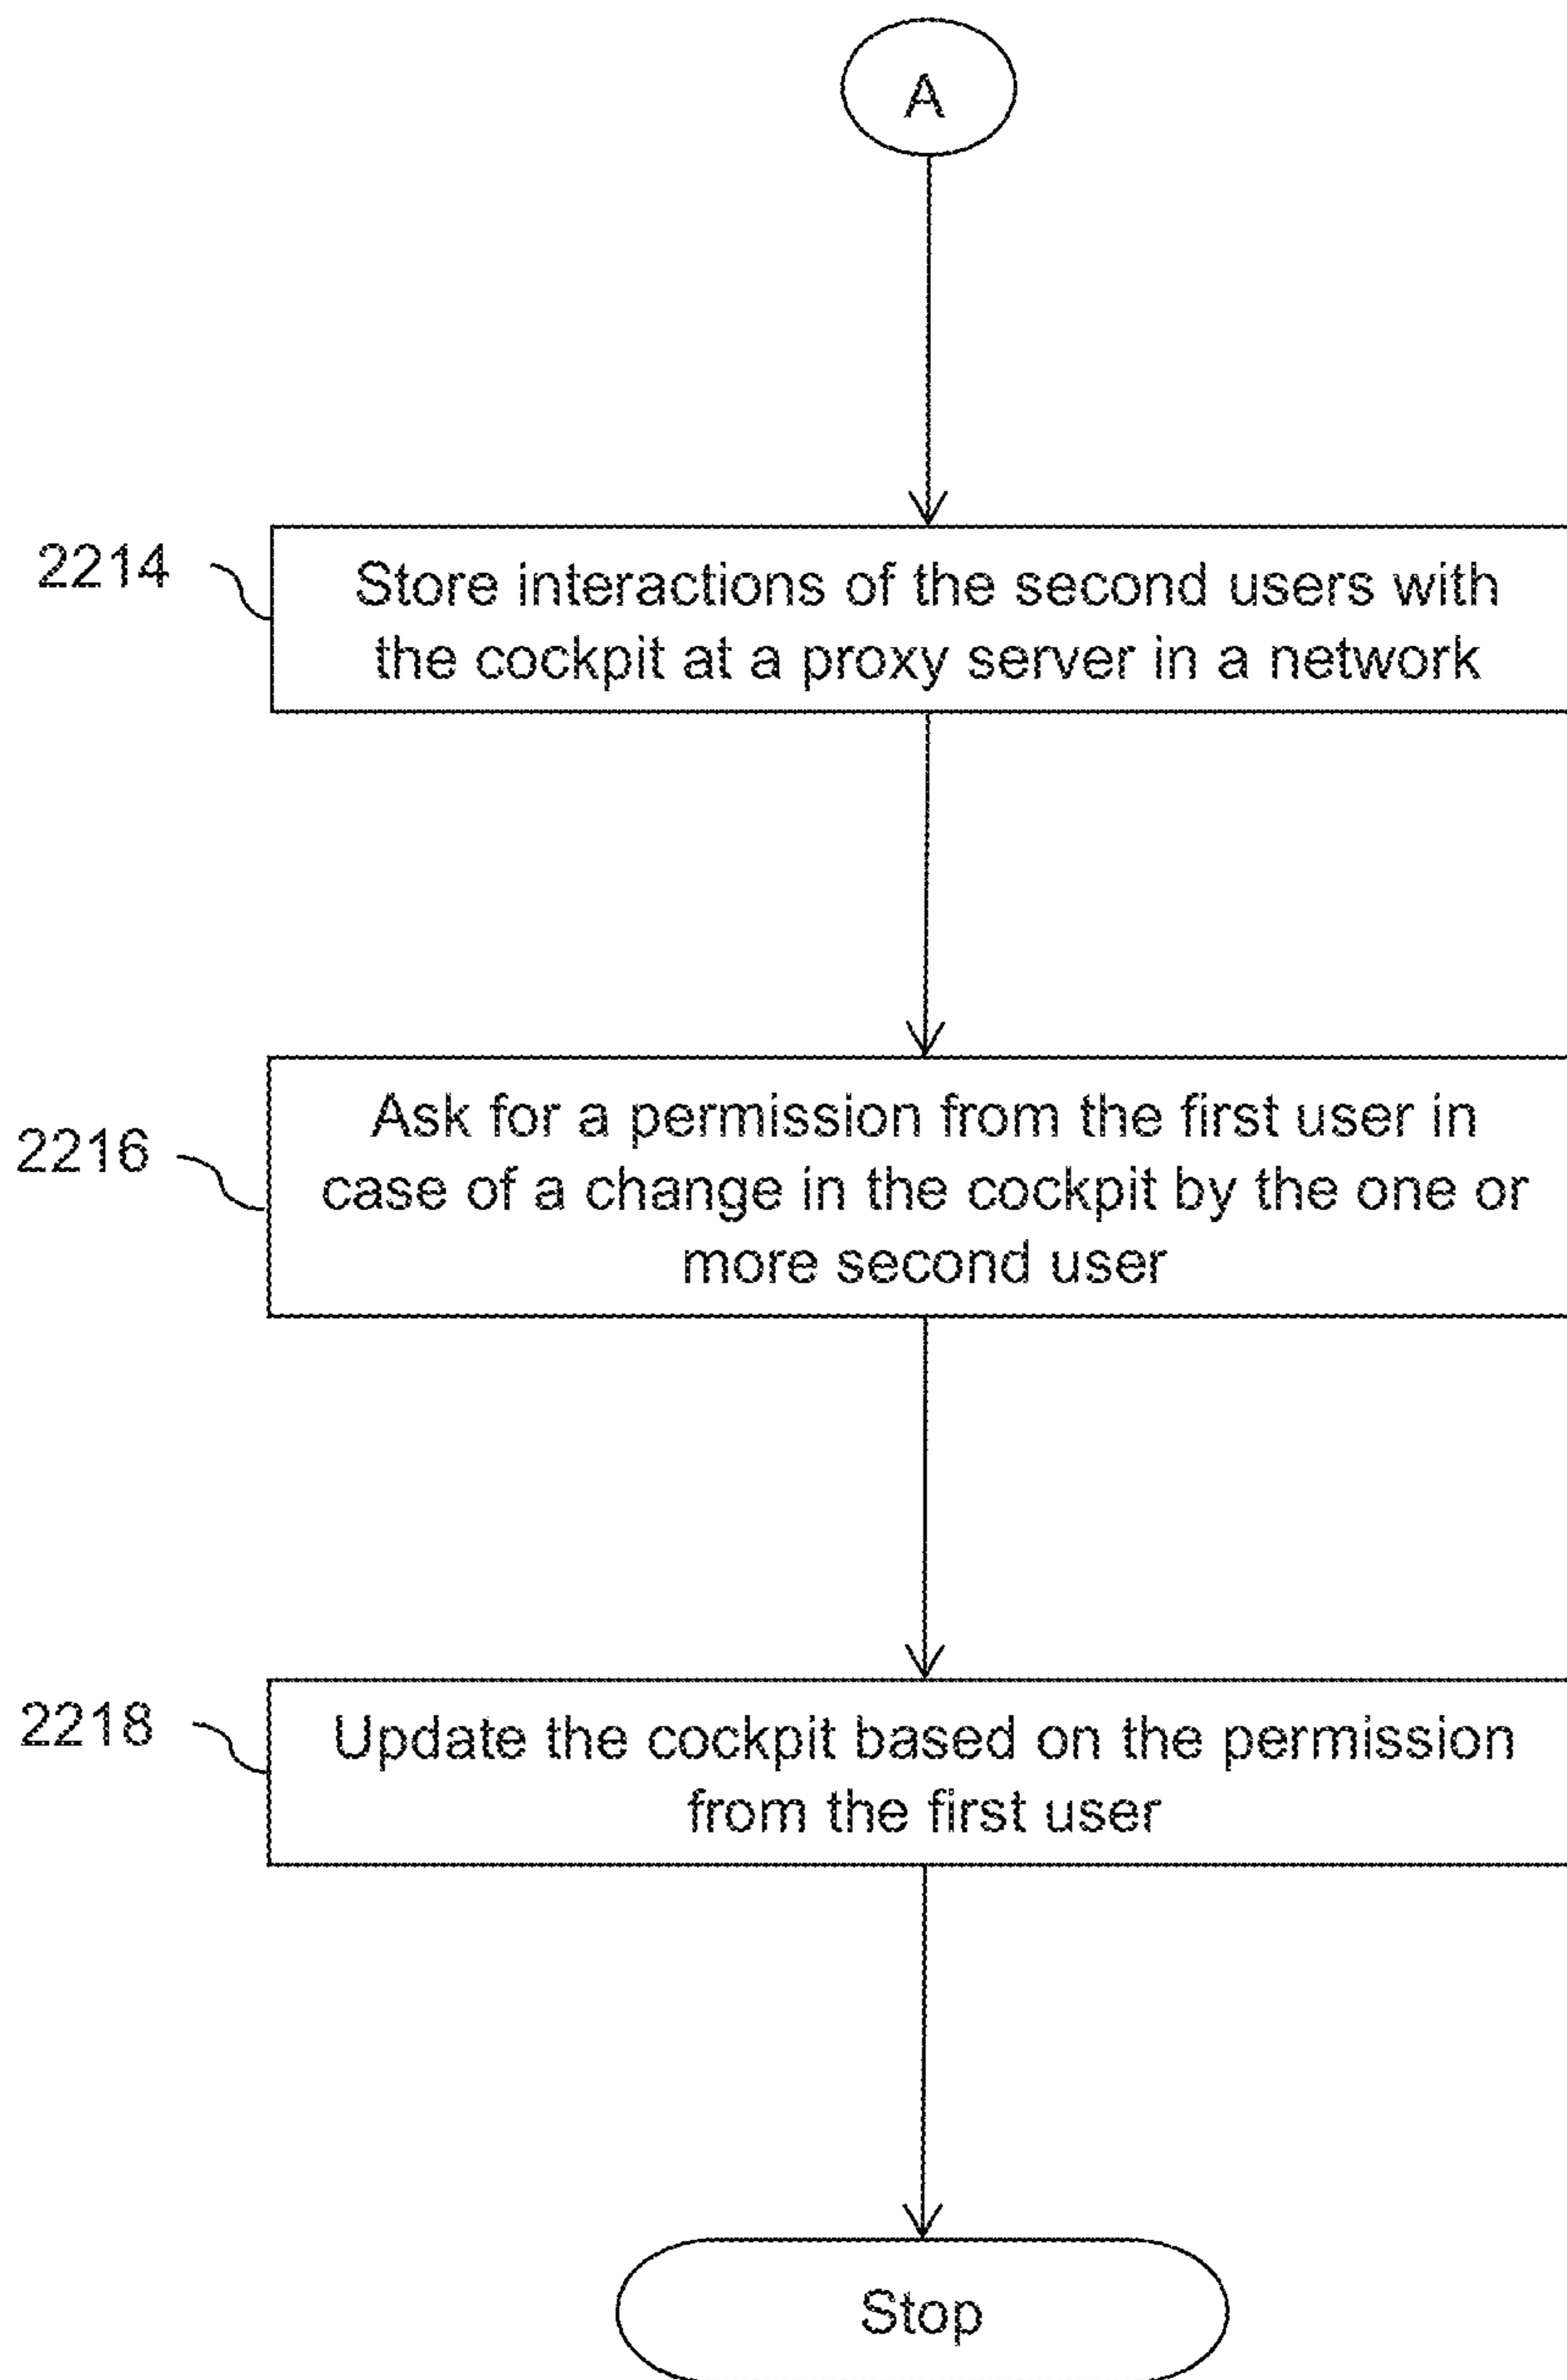 A
2214
Store interactions of the second users with
the cockpit at a proxy server in a network
2216
Ask for a permission from the first user in
case of a change in the cockpit by the one or
more second user
2218
Update the cockpit based on the permission
from the first user
Stop